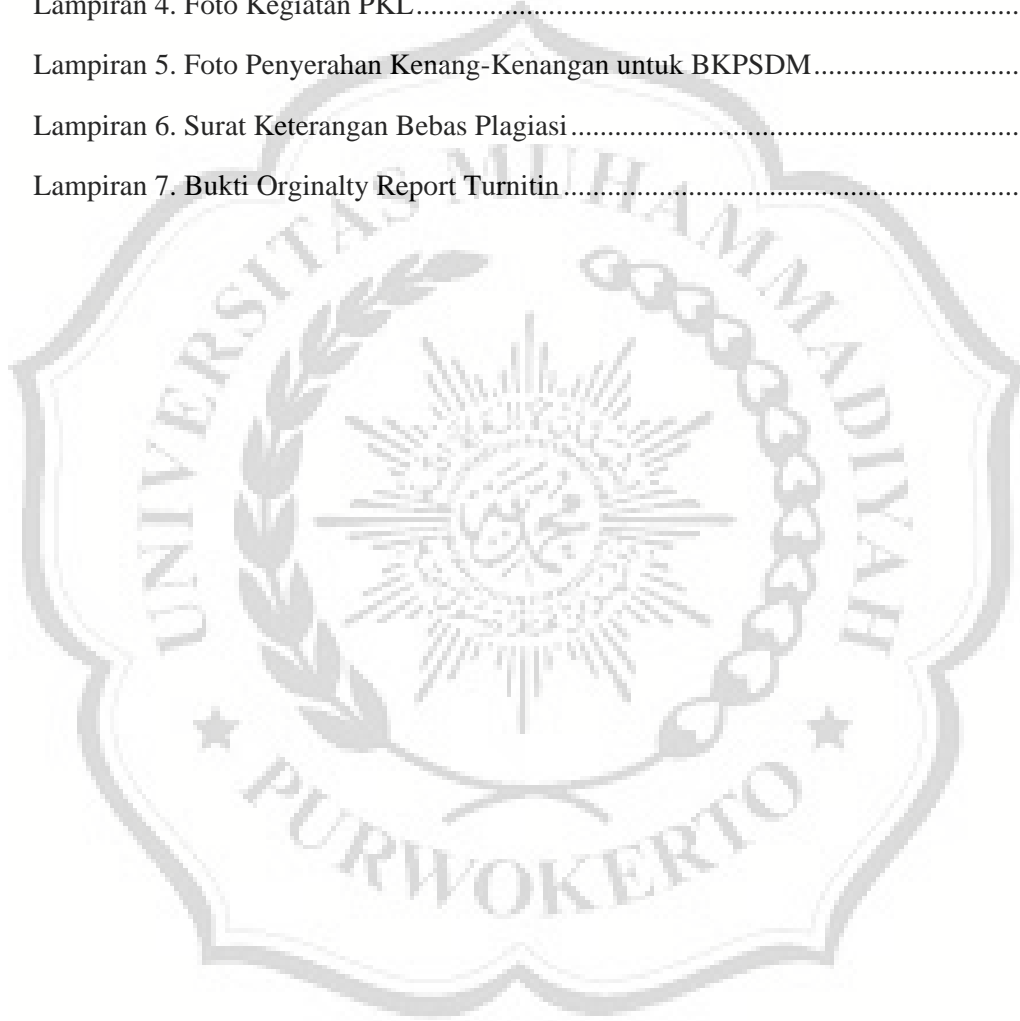 Lampiran 4. Foto Kegiatan PKL
Lampiran 5. Foto Penyerahan Kenang-Kenangan untuk BKPSDM
Lampiran 6. Surat Keterangan Bebas Plagiasi
Lampiran 7. Bukti Orginalty Report Turnitin
UNIVERSITAS MUHAMMADIYAH
PURWOKERTO